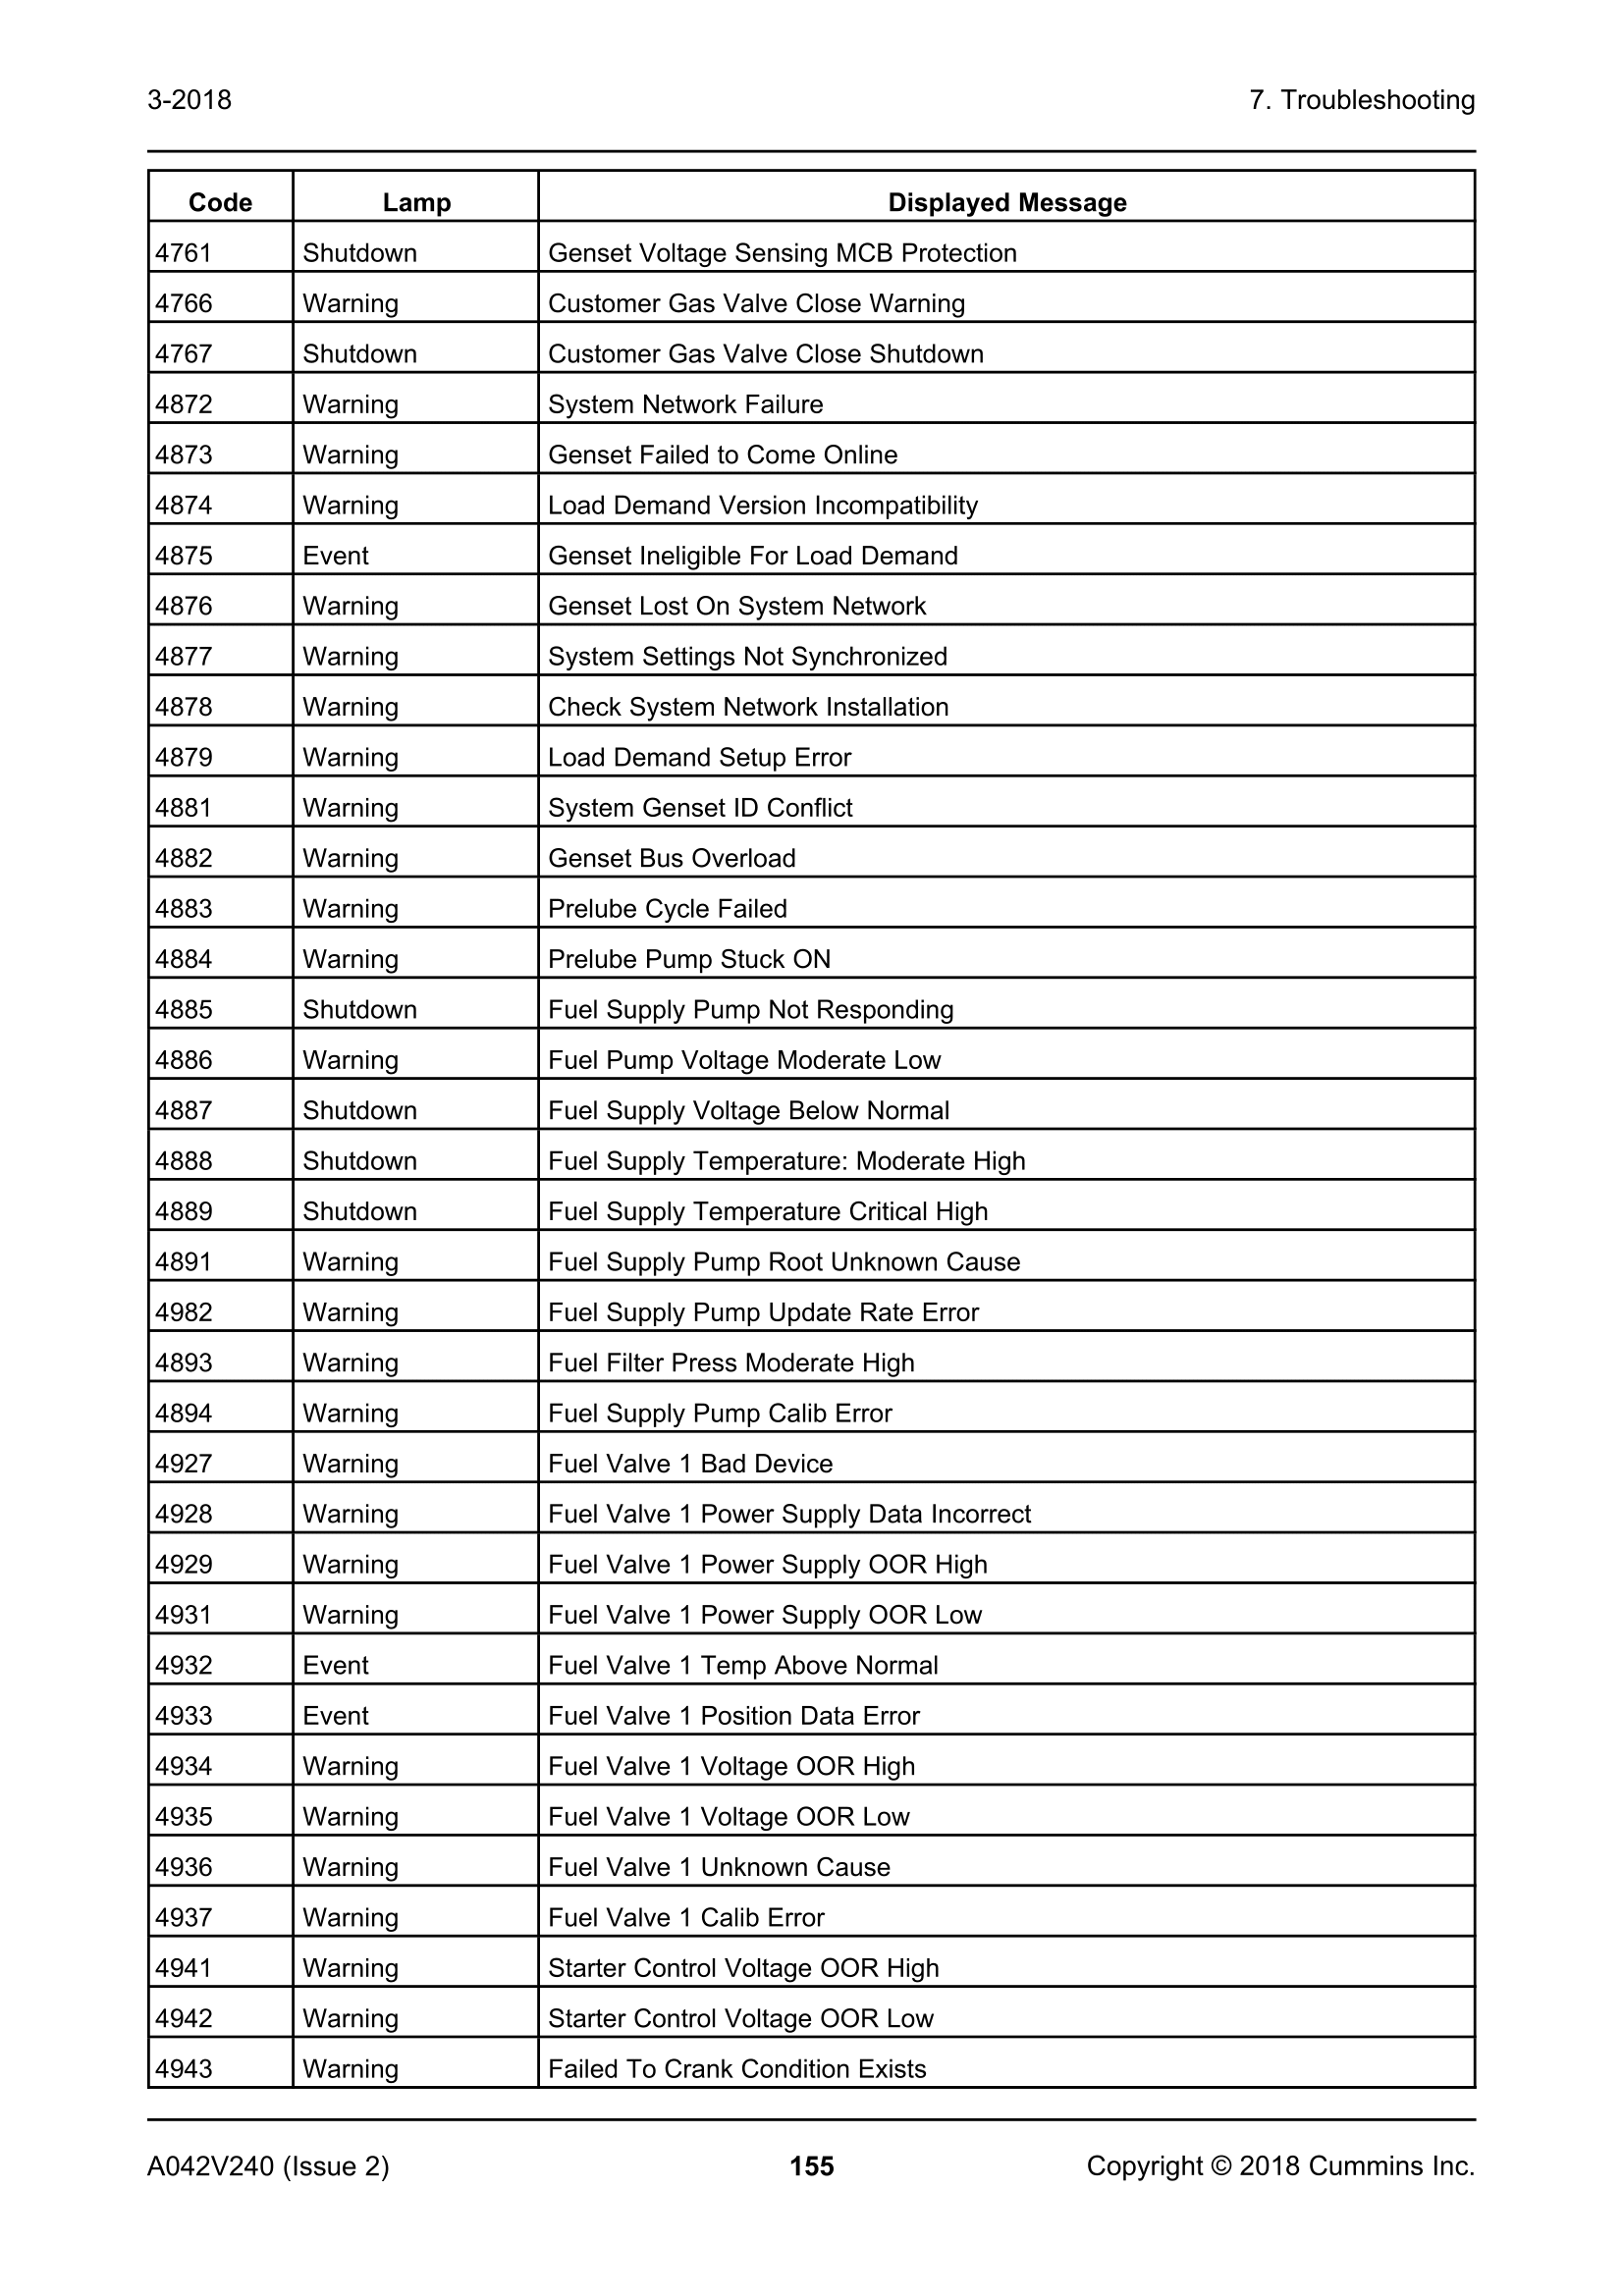 3-2018 7. Troubleshooting
Code Lamp Displayed Message
4761 Shutdown Genset Voltage Sensing MCB Protection
4766 Warning Customer Gas Valve Close Warning
4767 Shutdown Customer Gas Valve Close Shutdown
4872 Warning System Network Failure
4873 Warning Genset Failed to Come Online
4874 Warning Load Demand Version Incompatibility
4875 Event Genset Ineligible For Load Demand
4876 Warning Genset Lost On System Network
4877 Warning System Settings Not Synchronized
4878 Warning Check System Network Installation
4879 Warning Load Demand Setup Error
4881 Warning System Genset ID Conflict
4882 Warning Genset Bus Overload
4883 Warning Prelube Cycle Failed
4884 Warning Prelube Pump Stuck ON
4885 Shutdown Fuel Supply Pump Not Responding
4886 Warning Fuel Pump Voltage Moderate Low
4887 Shutdown Fuel Supply Voltage Below Normal
4888 Shutdown Fuel Supply Temperature: Moderate High
4889 Shutdown Fuel Supply Temperature Critical High
4891 Warning Fuel Supply Pump Root Unknown Cause
4982 Warning Fuel Supply Pump Update Rate Error
4893 Warning Fuel Filter Press Moderate High
4894 Warning Fuel Supply Pump Calib Error
4927 Warning Fuel Valve 1 Bad Device
4928 Warning Fuel Valve 1 Power Supply Data Incorrect
4929 Warning Fuel Valve 1 Power Supply OOR High
4931 Warning Fuel Valve 1 Power Supply OOR Low
4932 Event Fuel Valve 1 Temp Above Normal
4933 Event Fuel Valve 1 Position Data Error
4934 Warning Fuel Valve 1 Voltage OOR High
4935 Warning Fuel Valve 1 Voltage OOR Low
4936 Warning Fuel Valve 1 Unknown Cause
4937 Warning Fuel Valve 1 Calib Error
4941 Warning Starter Control Voltage OOR High
4942 Warning Starter Control Voltage OOR Low
4943 Warning Failed To Crank Condition Exists
A042V240 (Issue 2) 155 Copyright © 2018 Cummins Inc.